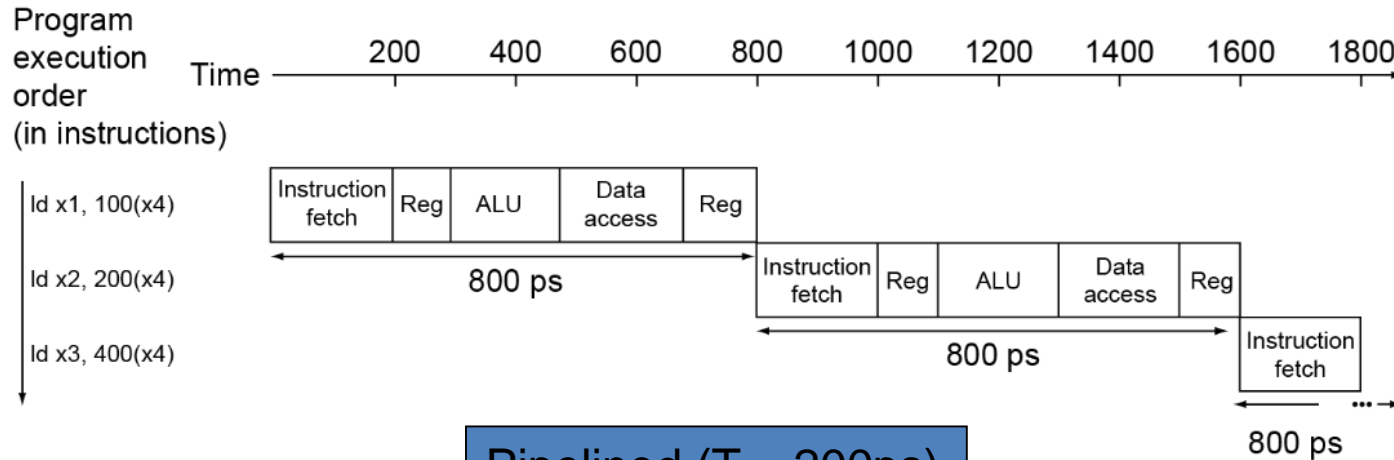 Program
execution
order
(in instructions)
Time
200 400 600 800 1000 1200 1400 1600 1800
ld x1, 100(x4)
Instruction
fetch
Reg
ALU
Data
access
Reg
800 ps
ld x2, 200(x4)
Instruction
fetch
Reg
ALU
Data
access
Reg
800 ps
ld x3, 400(x4)
Instruction
fetch
...
800 ps
Pipelined